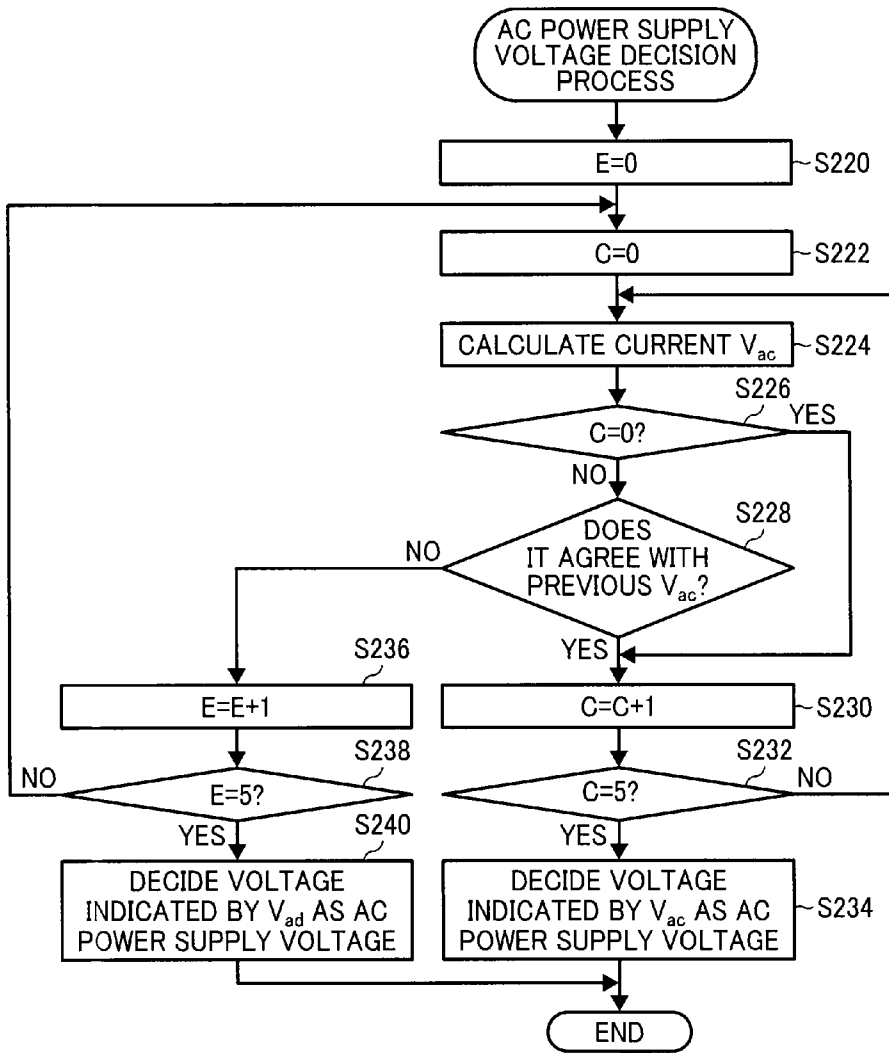 AC POWER SUPPLY
VOLTAGE DECISION
PROCESS
E=0
S220
C=0
S222
CALCULATE CURRENT Vac
S224
S226
C=0?
YES
NO
S228
DOES
IT AGREE WITH
PREVIOUS Vac?
NO
YES
S236
E=E+1
C=C+1
S230
S238
E=5?
NO
YES
S232
C=5?
NO
YES
S240
DECIDE VOLTAGE
INDICATED BY Vad AS AC
POWER SUPPLY VOLTAGE
DECIDE VOLTAGE
INDICATED BY Vac AS AC
POWER SUPPLY VOLTAGE
S234
END